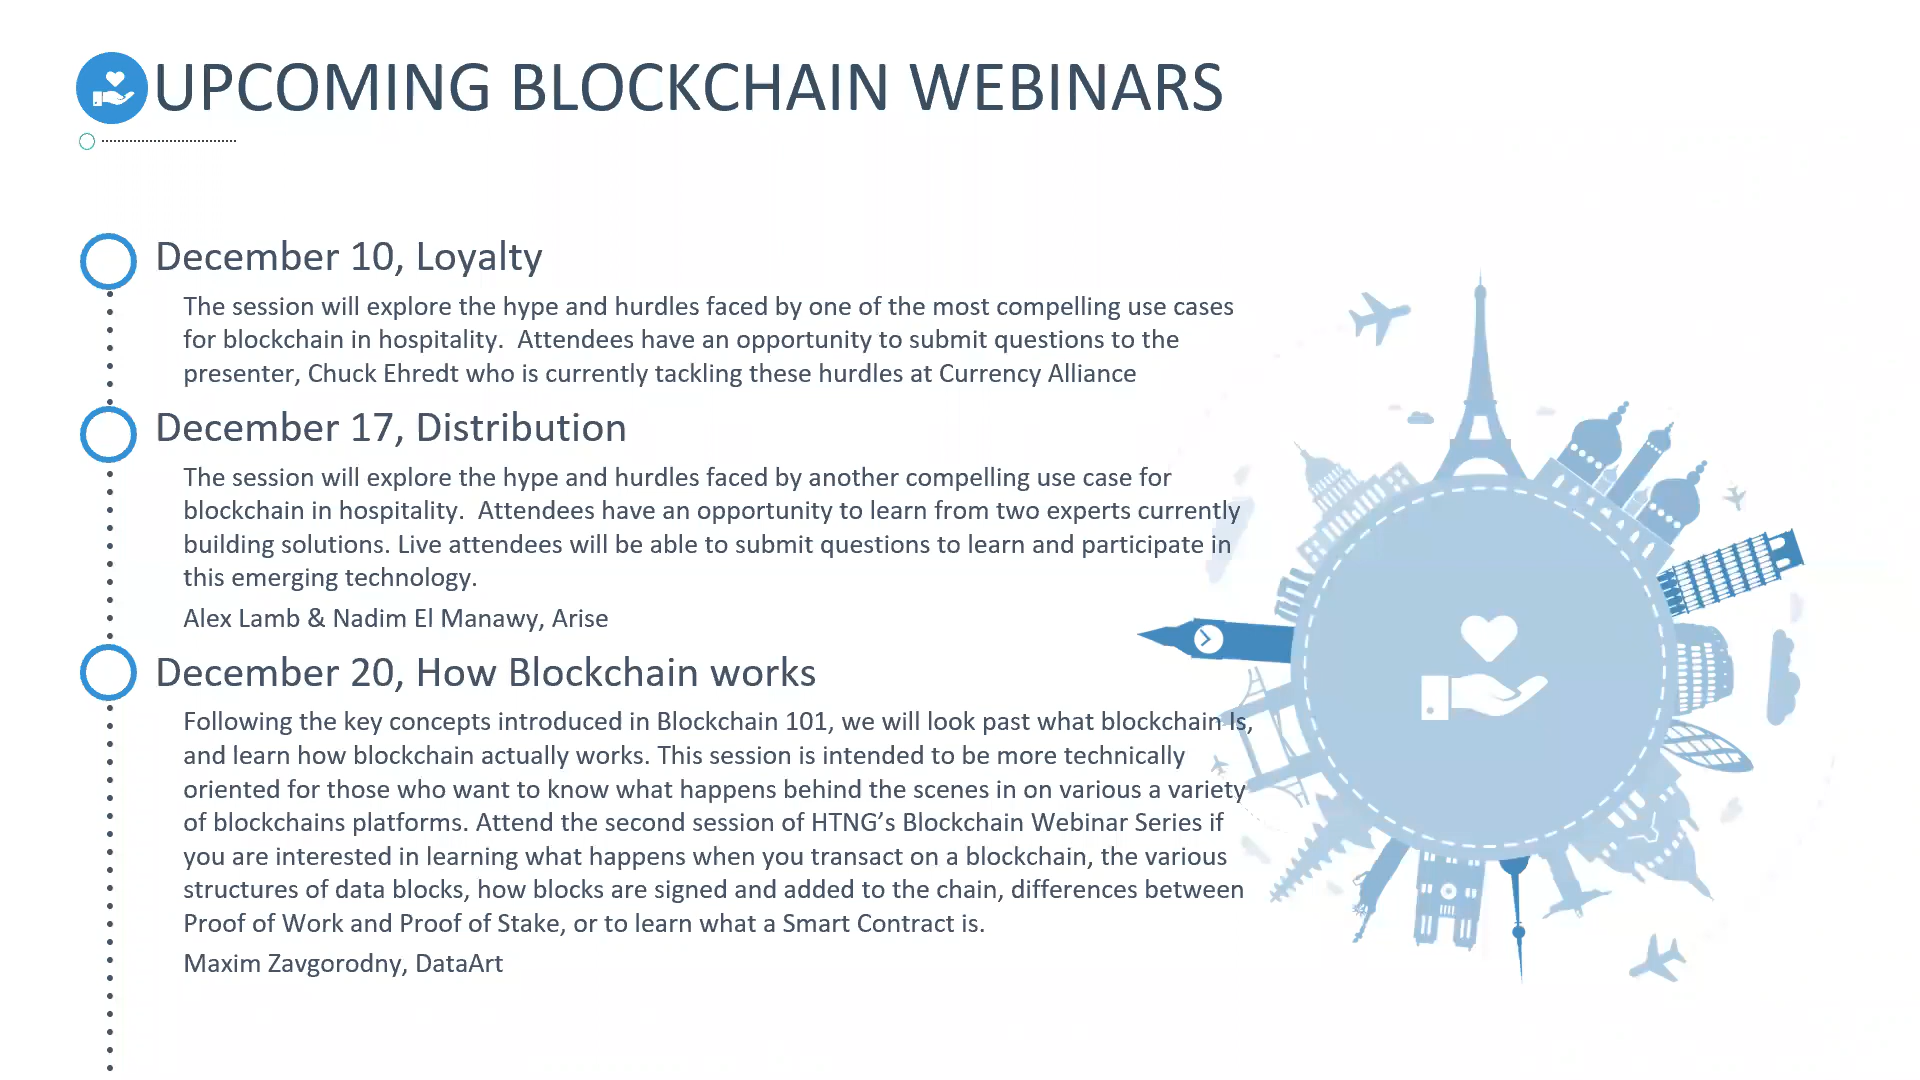 UPCOMING BLOCKCHAIN WEBINARS
December 10, Loyalty
The session will explore the hype and hurdles faced by one of the most compelling use cases
for blockchain in hospitality.  Attendees have an opportunity to submit questions to the
presenter, Chuck Ehredt who is currently tackling these hurdles at Currency Alliance
December 17, Distribution
The session will explore the hype and hurdles faced by another compelling use case for
blockchain in hospitality.  Attendees have an opportunity to learn from two experts currently
building solutions. Live attendees will be able to submit questions to learn and participate in
this emerging technology.
Alex Lamb & Nadim El Manawy, Arise
December 20, How Blockchain works
Following the key concepts introduced in Blockchain 101, we will look past what blockchain Is,
and learn how blockchain actually works. This session is intended to be more technically
oriented for those who want to know what happens behind the scenes in on various a variety
of blockchains platforms. Attend the second session of HTNG’s Blockchain Webinar Series if
you are interested in learning what happens when you transact on a blockchain, the various
structures of data blocks, how blocks are signed and added to the chain, differences between
Proof of Work and Proof of Stake, or to learn what a Smart Contract is.
Maxim Zavgorodny, DataArt